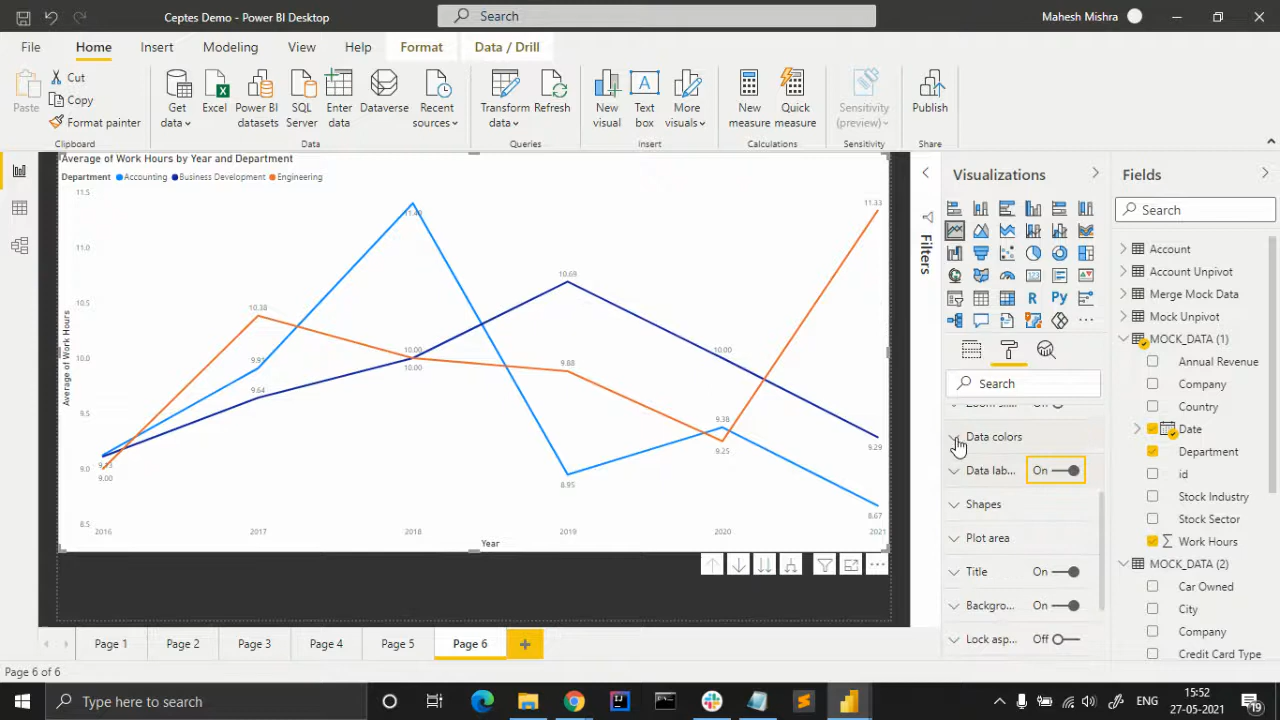 Ceptes Demo - Power BI Desktop
Search
Mahesh Mishra
File
Home
Insert
Modeling
View
Help
Format
Data / Drill
Paste
Cut
Copy
Format painter
Clipboard
Get data
Excel
Power BI datasets
SQL Server
Enter data
Dataverse
Recent sources
Data
Transform data
Refresh
Queries
New visual
Text box
More visuals
Insert
New measure
Quick measure
Calculations
Sensitivity (preview)
Sensitivity
Publish
Share
Average of Work Hours by Year and Department
Department Accounting Business Development Engineering
11.5
11.0
10.5
10.0
9.5
9.0
8.5
Average of Work Hours
11.33
10.69
10.38
10.00
10.00
10.00
9.88
9.91
9.64
9.38
9.25
9.29
9.00
8.95
8.67
2016
2017
2018
2019
2020
2021
Year
Filters
Visualizations
R
Py
123
Search
Data colors
Data lab...
On
Shapes
Plot area
Title
On
Backgro...
On
Lock asp...
Off
Fields
Search
Account
Account Unpivot
Merge Mock Data
Mock Unpivot
MOCK_DATA (1)
Annual Revenue
Company
Country
Date
Department
id
Stock Industry
Stock Sector
Work Hours
MOCK_DATA (2)
Car Owned
City
Company
Credit Card Type
Page 1
Page 2
Page 3
Page 4
Page 5
Page 6
Page 6 of 6
Type here to search
ENG
15:52
27-05-2021
19